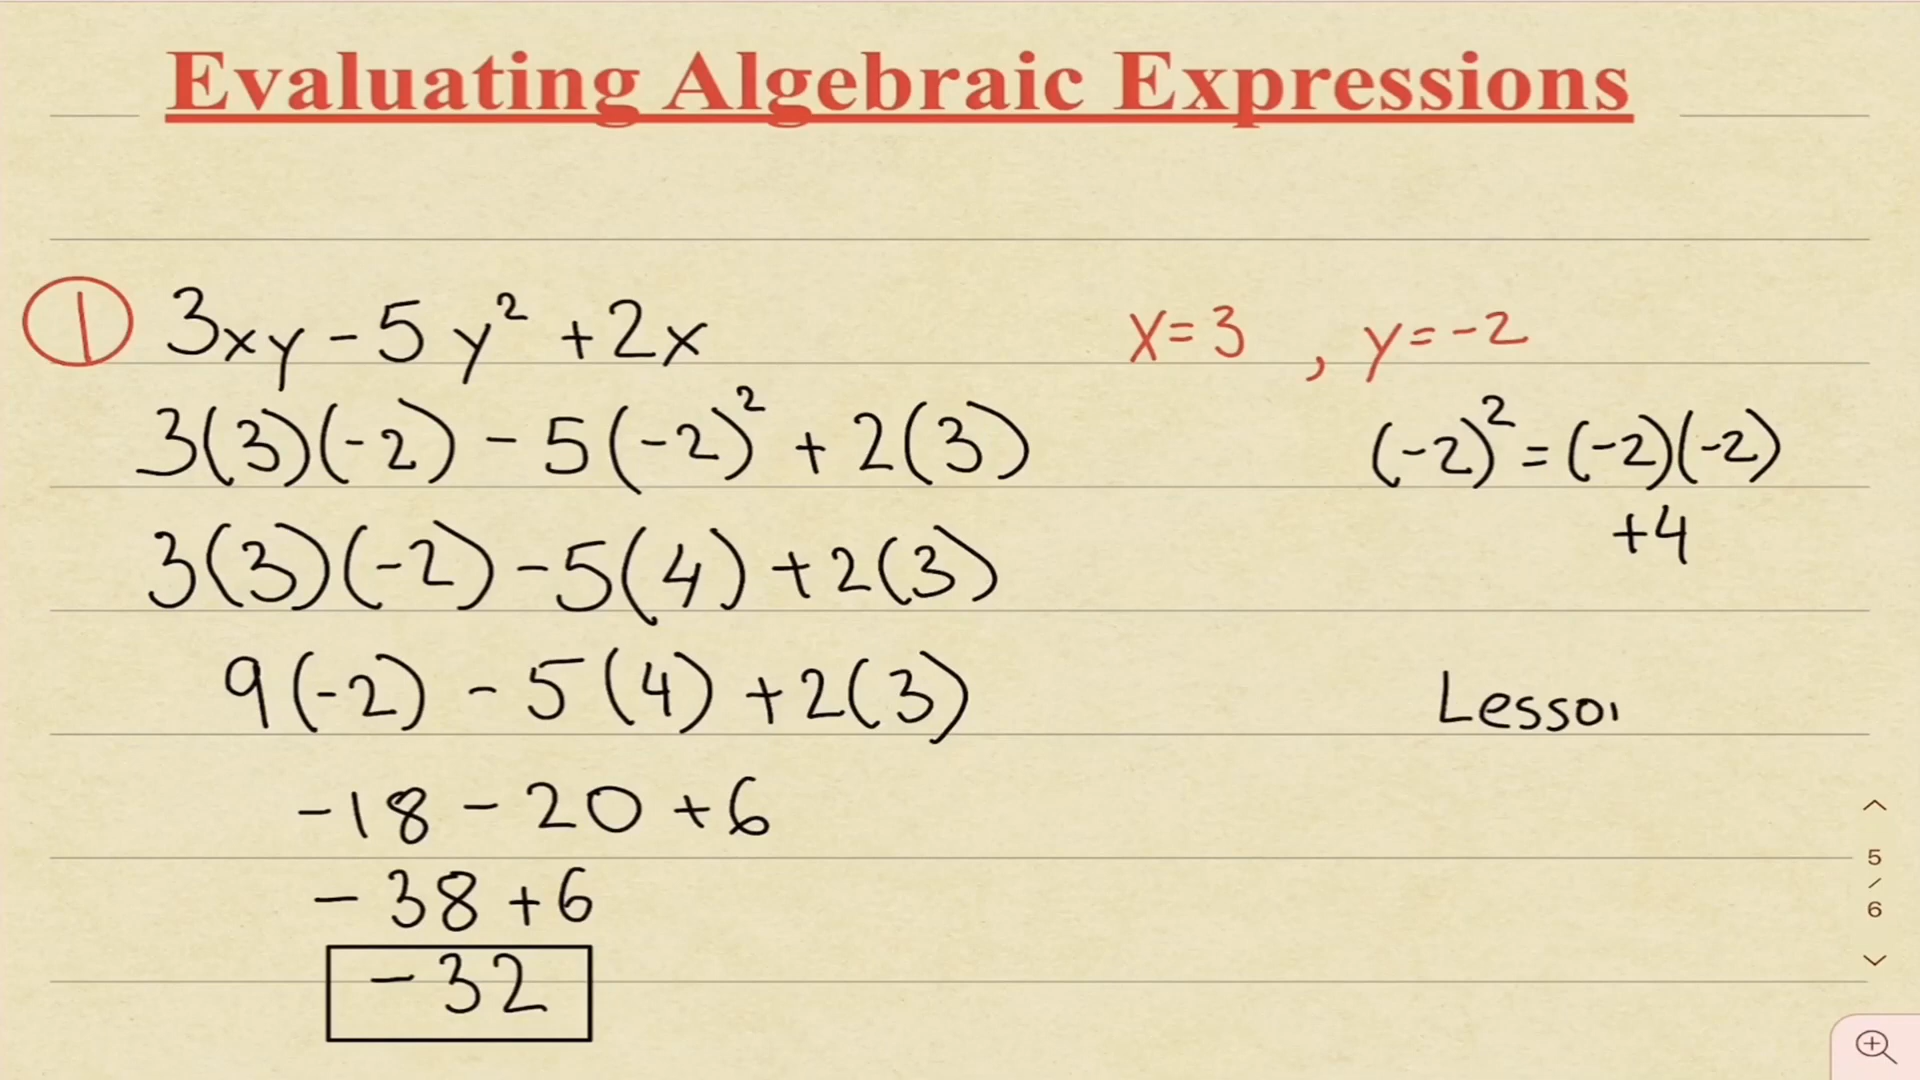 Evaluating Algebraic Expressions
① 3xy - 5y² + 2x
x = 3 , y = -2
3(3)(-2) - 5(-2)² + 2(3)
(-2)² = (-2)(-2)
+4
3(3)(-2) - 5(4) + 2(3)
9(-2) - 5(4) + 2(3)
-18 - 20 + 6
-38 + 6
-32
5
/
6